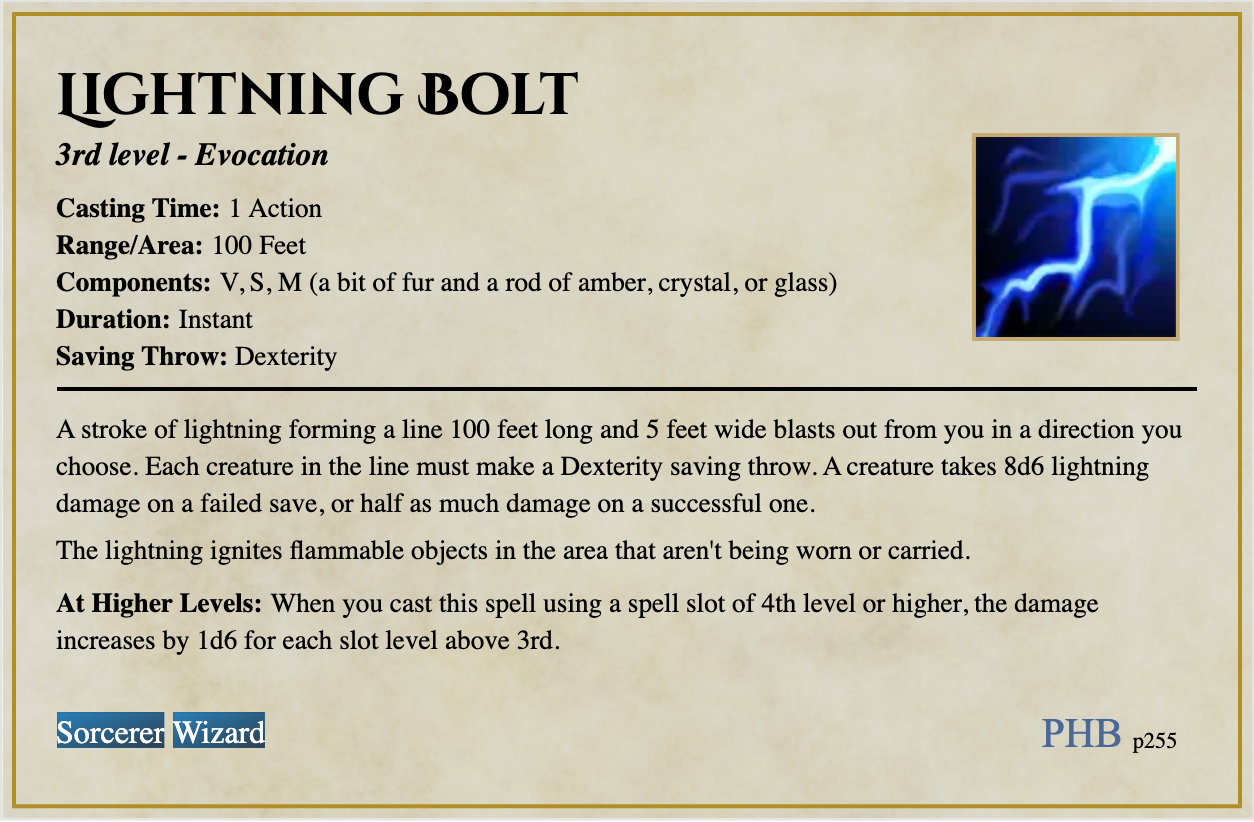 Lightning Bolt
3rd level - Evocation
Casting Time: 1 Action
Range/Area: 100 Feet
Components: V, S, M (a bit of fur and a rod of amber, crystal, or glass)
Duration: Instant
Saving Throw: Dexterity
A stroke of lightning forming a line 100 feet long and 5 feet wide blasts out from you in a direction you
choose. Each creature in the line must make a Dexterity saving throw. A creature takes 8d6 lightning
damage on a failed save, or half as much damage on a successful one.
The lightning ignites flammable objects in the area that aren't being worn or carried.
At Higher Levels: When you cast this spell using a spell slot of 4th level or higher, the damage
increases by 1d6 for each slot level above 3rd.
Sorcerer Wizard
PHB p255